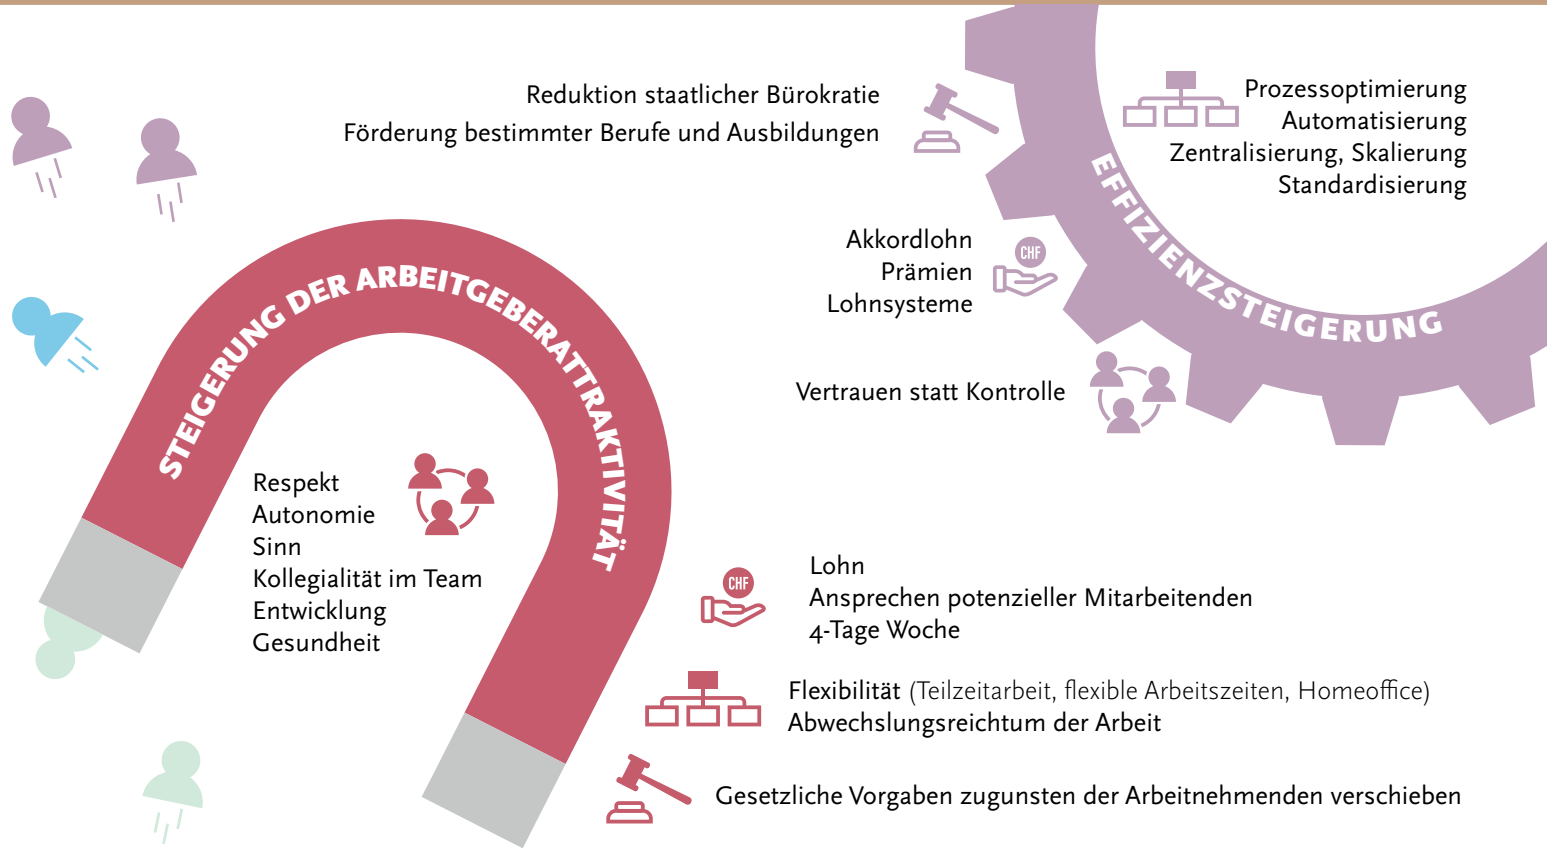 Reduktion staatlicher Bürokratie
Förderung bestimmter Berufe und Ausbildungen
Prozessoptimierung
Automatisierung
Zentralisierung, Skalierung
Standardisierung
EFFIZIENZSTEIGERUNG
Akkordlohn
Prämien
Lohnsysteme
CHF
Vertrauen statt Kontrolle
STEIGERUNG DER ARBEITGEBERATTRAKTIVITÄT
Respekt
Autonomie
Sinn
Kollegialität im Team
Entwicklung
Gesundheit
CHF
Lohn
Ansprechen potenzieller Mitarbeitenden
4-Tage Woche
Flexibilität (Teilzeitarbeit, flexible Arbeitszeiten, Homeoffice)
Abwechslungsreichtum der Arbeit
Gesetzliche Vorgaben zugunsten der Arbeitnehmenden verschieben